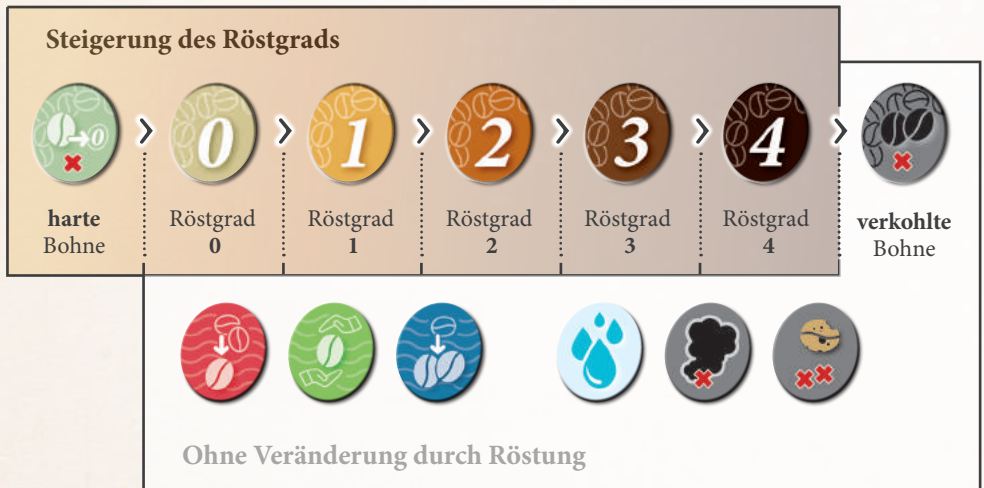 Steigerung des Röstgrads
→0
0
1
2
3
4
harte
Bohne
Röstgrad
0
Röstgrad
1
Röstgrad
2
Röstgrad
3
Röstgrad
4
verkohlte
Bohne
Ohne Veränderung durch Röstung